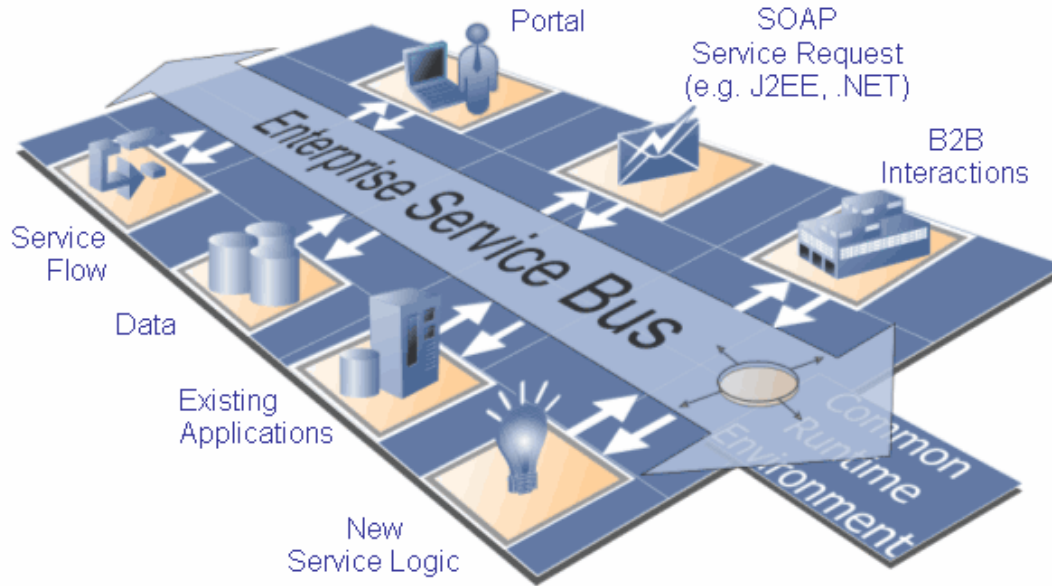 Portal
SOAP
Service Request
(e.g. J2EE, .NET)
B2B
Interactions
Enterprise Service Bus
Service
Flow
Data
Existing
Applications
New
Service Logic
Common
Runtime
Environment